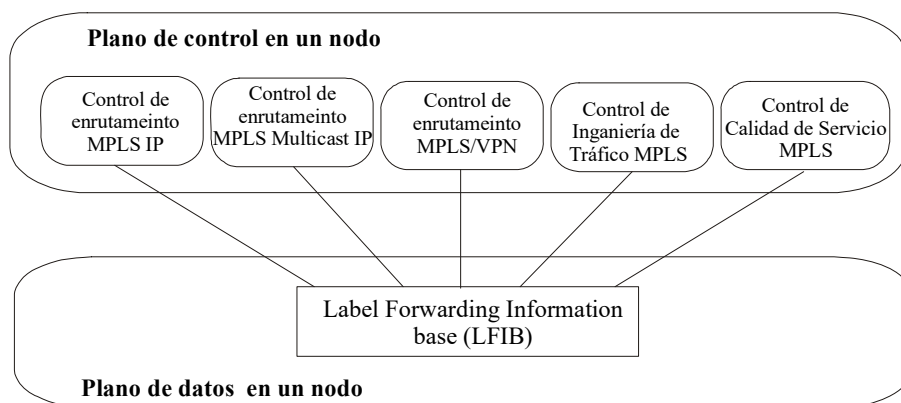 Plano de control en un nodo
Control de
enrutameinto
MPLS IP
Control de
enrutameinto
MPLS Multicast IP
Control de
enrutameinto
MPLS/VPN
Control de
Inganiería de
Tráfico MPLS
Control de
Calidad de Servicio
MPLS
Label Forwarding Information
base (LFIB)
Plano de datos en un nodo